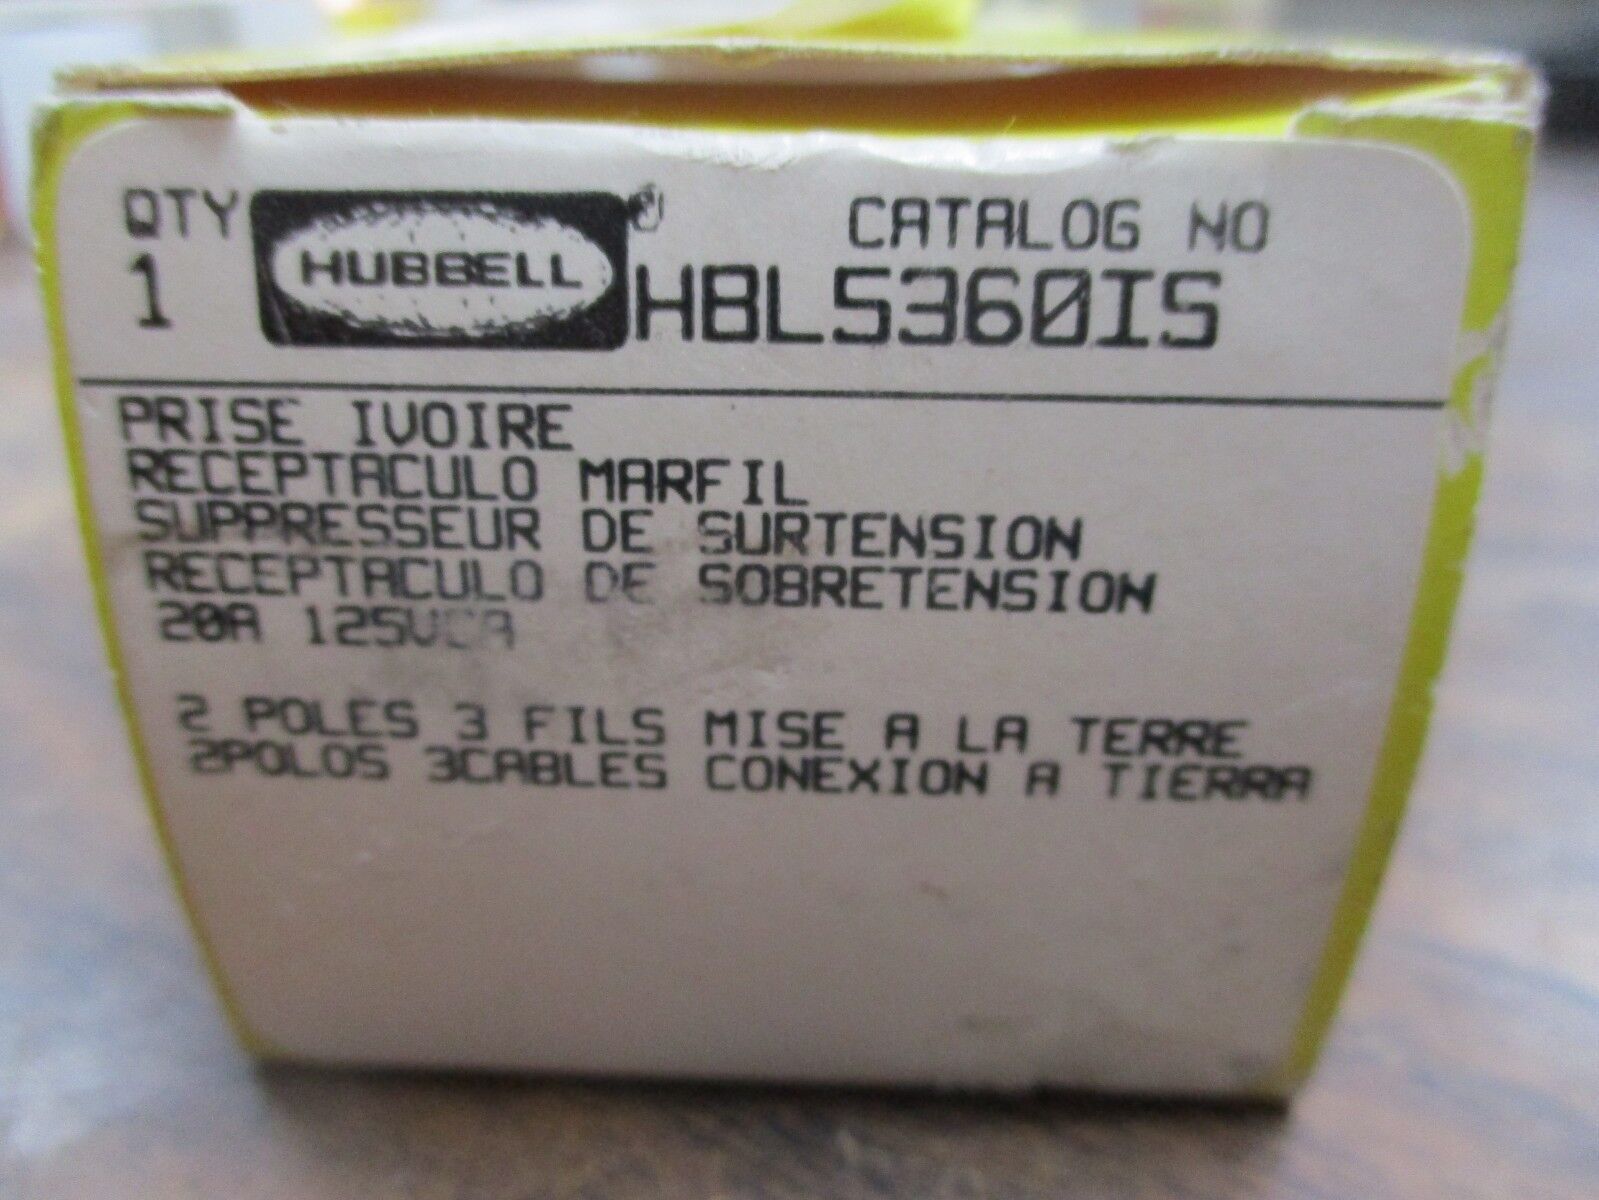 QTY HUBBELL® CATALOG NO
1 HBL5360IS
PRISE IVOIRE
RECEPTACULO MARFIL
SUPPRESSEUR DE SURTENSION
RECEPTACULO DE SOBRETENSION
20A 125VCA
2 POLES 3 FILS MISE A LA TERRE
2POLOS 3CABLES CONEXION A TIERRA